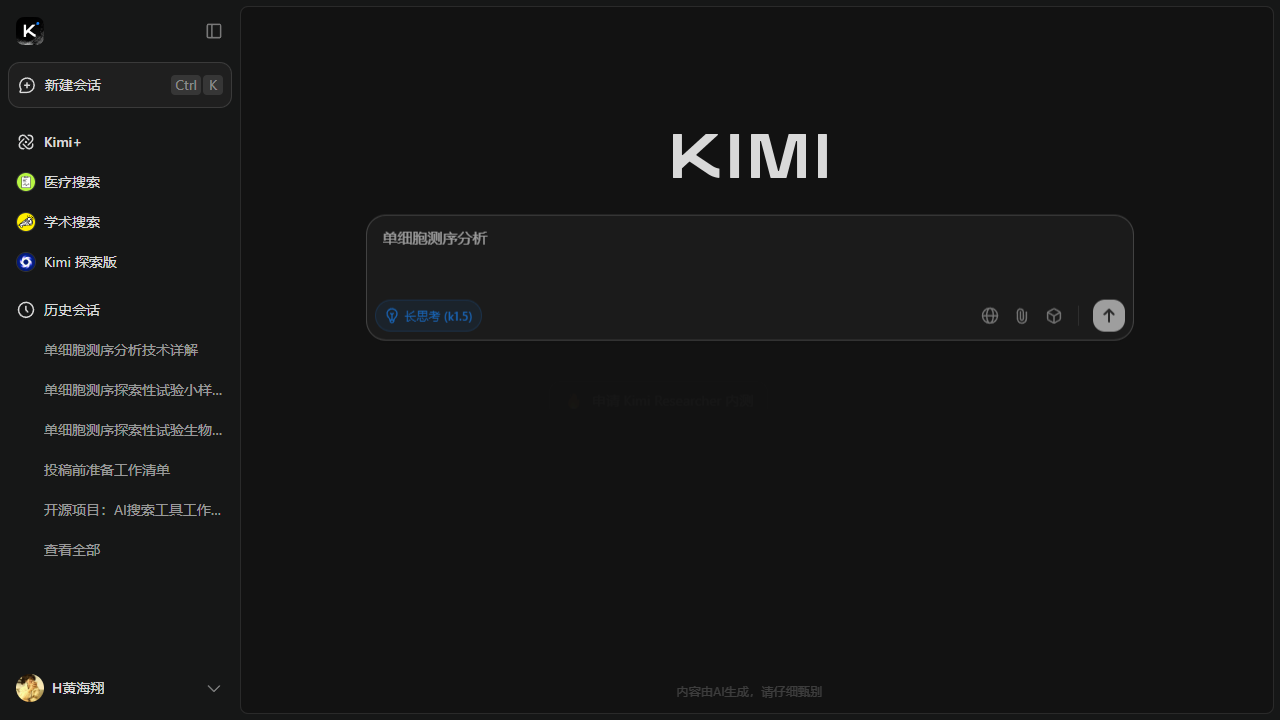 K
新建会话 Ctrl K
Kimi+
医疗搜索
学术搜索
Kimi 探索版
历史会话
单细胞测序分析技术详解
单细胞测序探索性试验小样...
单细胞测序探索性试验生物...
投稿前准备工作清单
开源项目：AI搜索工具工作...
查看全部
H黄海翔
KIMI
单细胞测序分析
长思考 (k1.5)
内容由AI生成，请仔细甄别